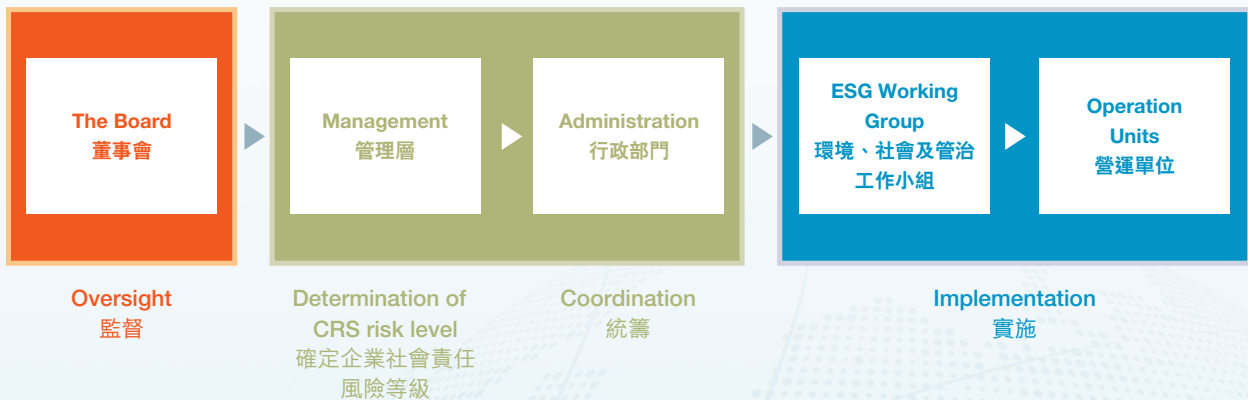 The Board
董事會
Management
管理層
Administration
行政部門
ESG Working
Group
環境、社會及管治
工作小組
Operation
Units
營運單位
Oversight
監督
Determination of
CRS risk level
確定企業社會責任
風險等級
Coordination
統籌
Implementation
實施